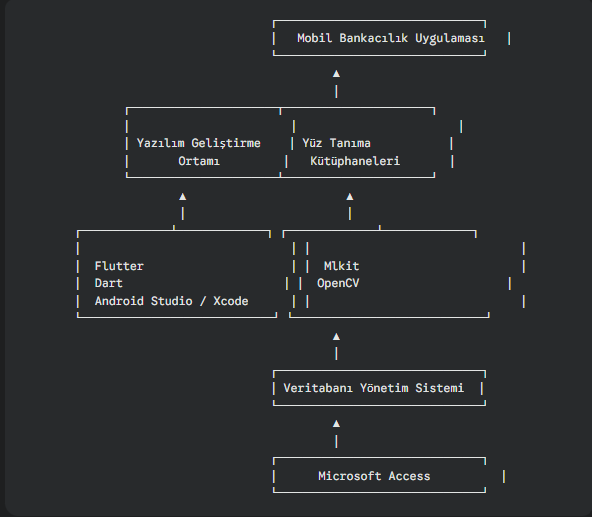 Mobil Bankacılık Uygulaması
Yazılım Geliştirme Yüz Tanıma
Ortamı Kütüphaneleri
Flutter Mlkit
Dart OpenCV
Android Studio / Xcode
Veritabanı Yönetim Sistemi
Microsoft Access